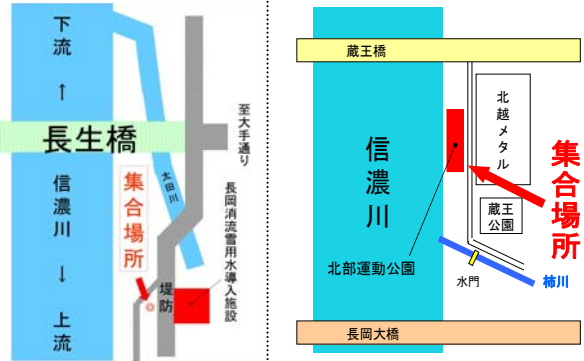 下流
↑
長生橋
至大手通り
太田川
信濃川
集合場所
長岡消流雪用水導入施設
堤防
↓
上流
蔵王橋
北越メタル
信濃川
集合場所
蔵王
公園
北部運動公園
水門
柿川
長岡大橋